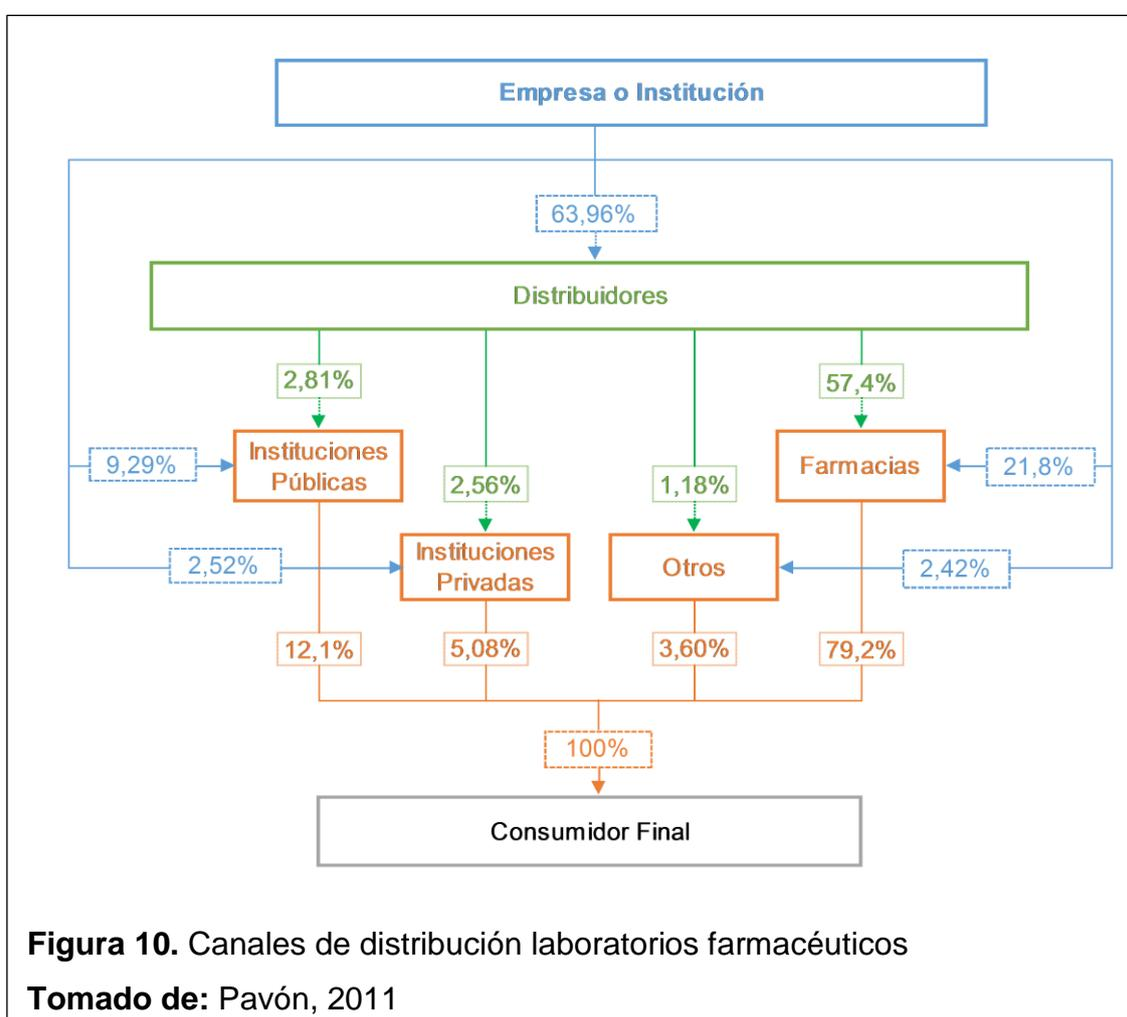 Empresa o Institución
63,96%
Distribuidores
2,81%
57,4%
Instituciones
Públicas
Farmacias
9,29%
21,8%
2,56%
1,18%
Instituciones
Privadas
Otros
2,52%
2,42%
12,1%
5,08%
3,60%
79,2%
100%
Consumidor Final
Figura 10. Canales de distribución laboratorios farmacéuticos
Tomado de: Pavón, 2011